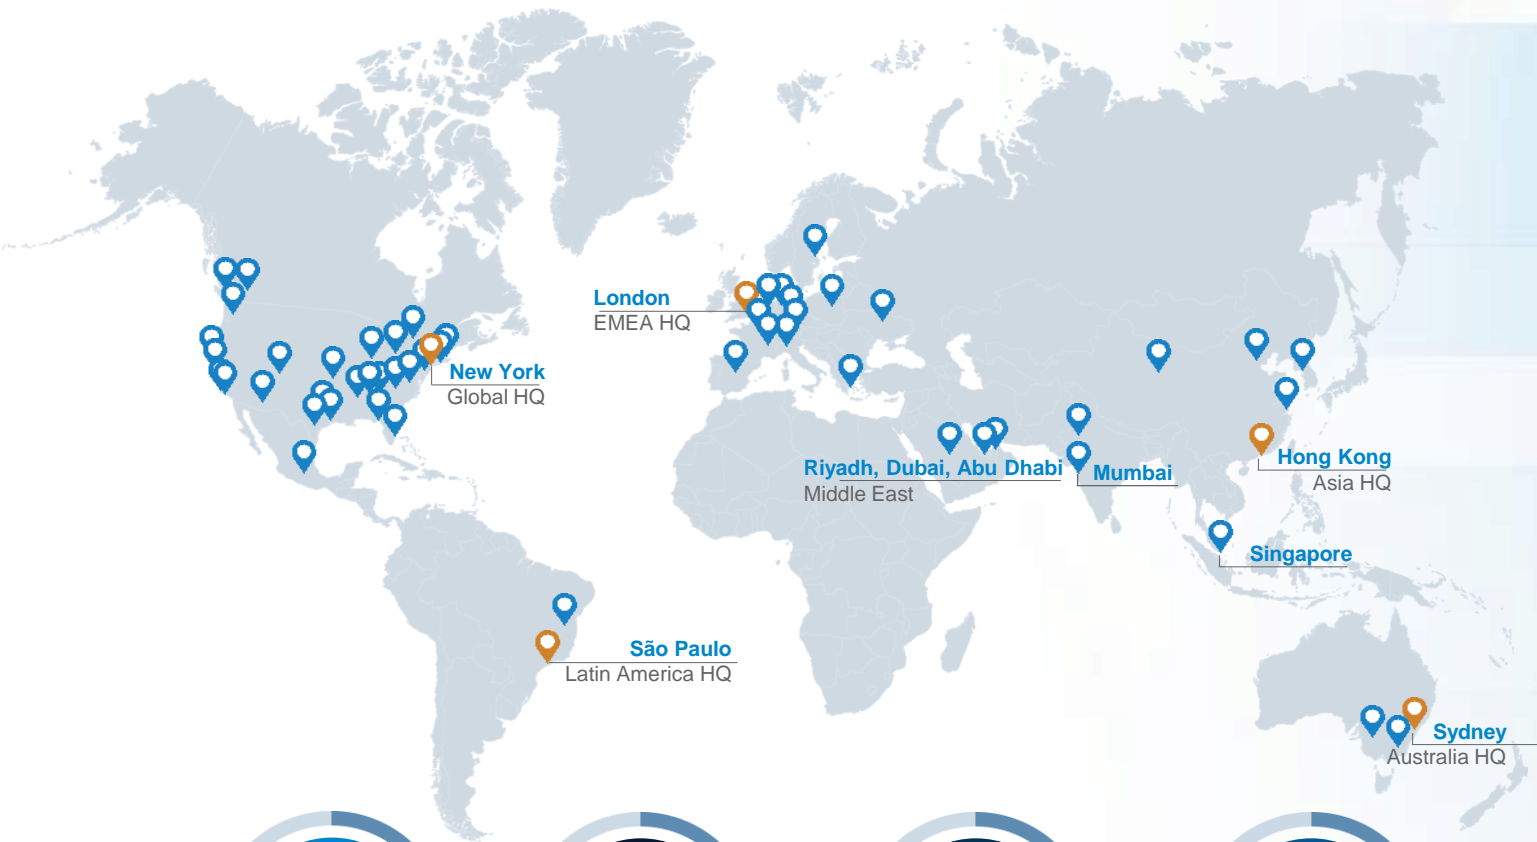 London
EMEA HQ
New York
Global HQ
Riyadh, Dubai, Abu Dhabi
Middle East
Mumbai
Hong Kong
Asia HQ
Singapore
São Paulo
Latin America HQ
Sydney
Australia HQ